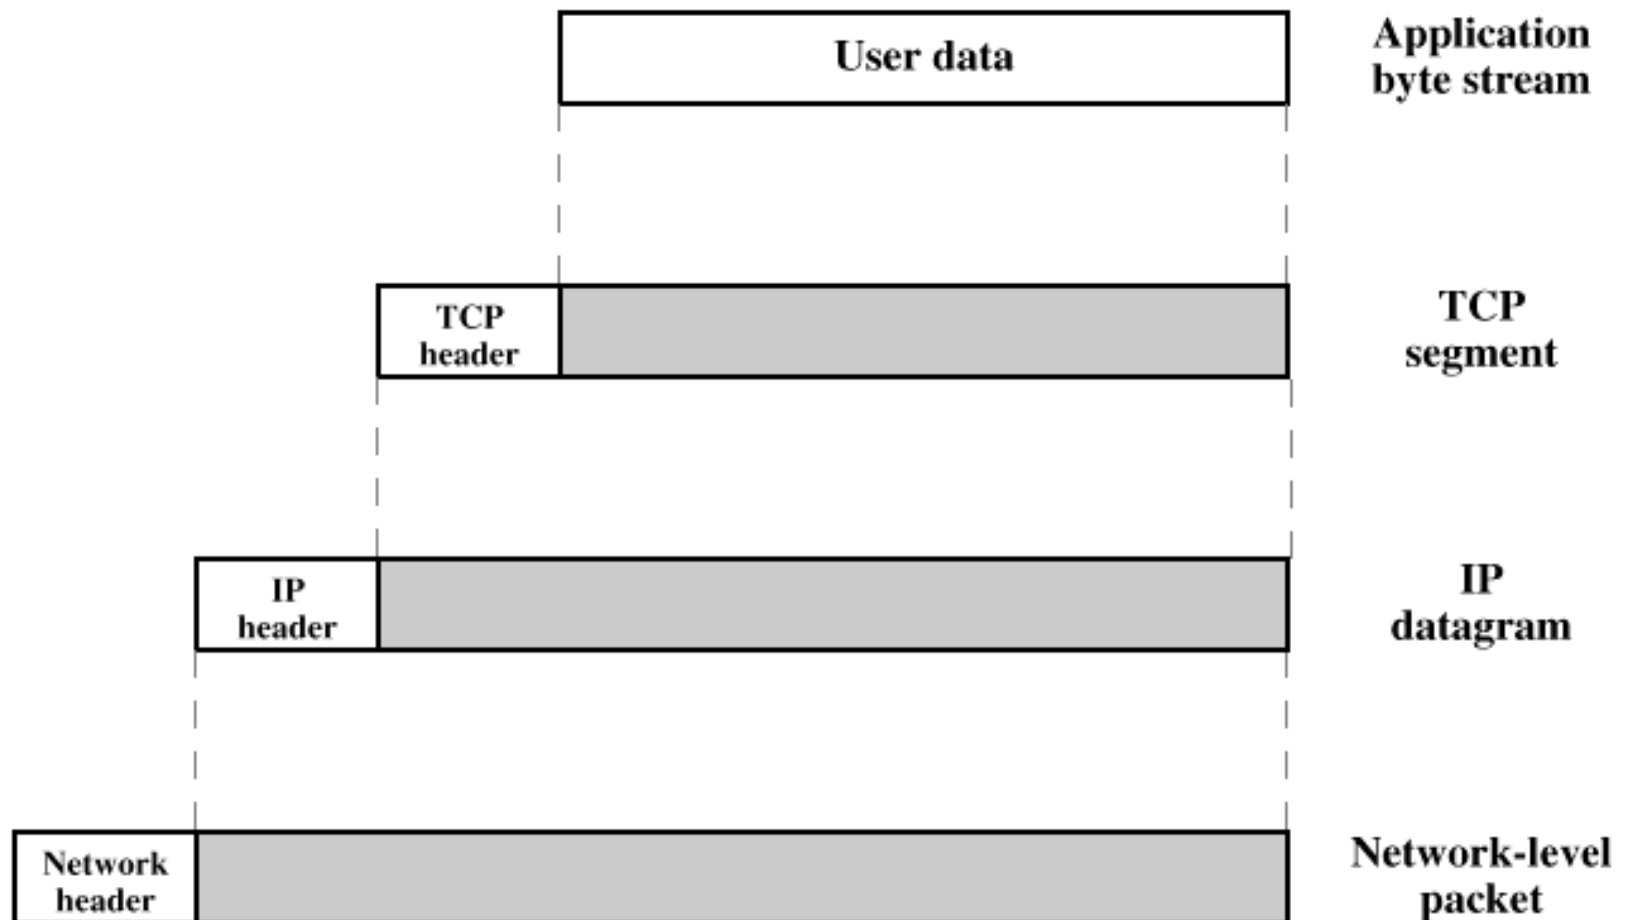 User data
Application
byte stream
TCP
header
TCP
segment
IP
header
IP
datagram
Network
header
Network-level
packet